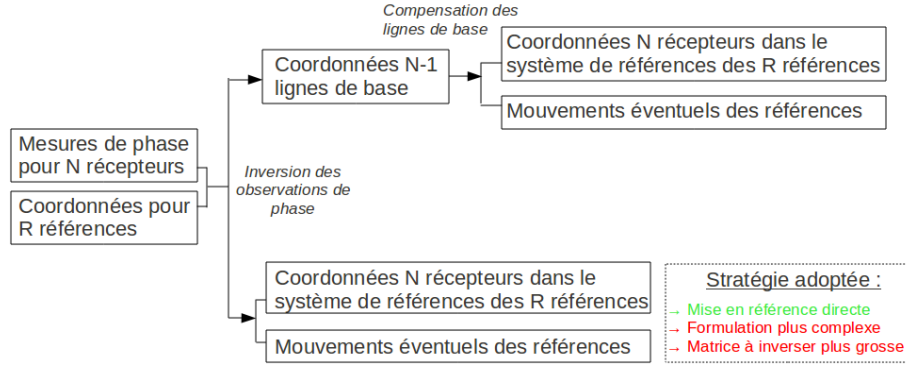 Compensation des
lignes de base
Coordonnées N-1
lignes de base
Coordonnées N récepteurs dans le
système de références des R références
Mouvements éventuels des références
Mesures de phase
pour N récepteurs
Coordonnées pour
R références
Inversion des
observations de
phase
Coordonnées N récepteurs dans le
système de références des R références
Mouvements éventuels des références
Stratégie adoptée :
→ Mise en référence directe
→ Formulation plus complexe
→ Matrice à inverser plus grosse